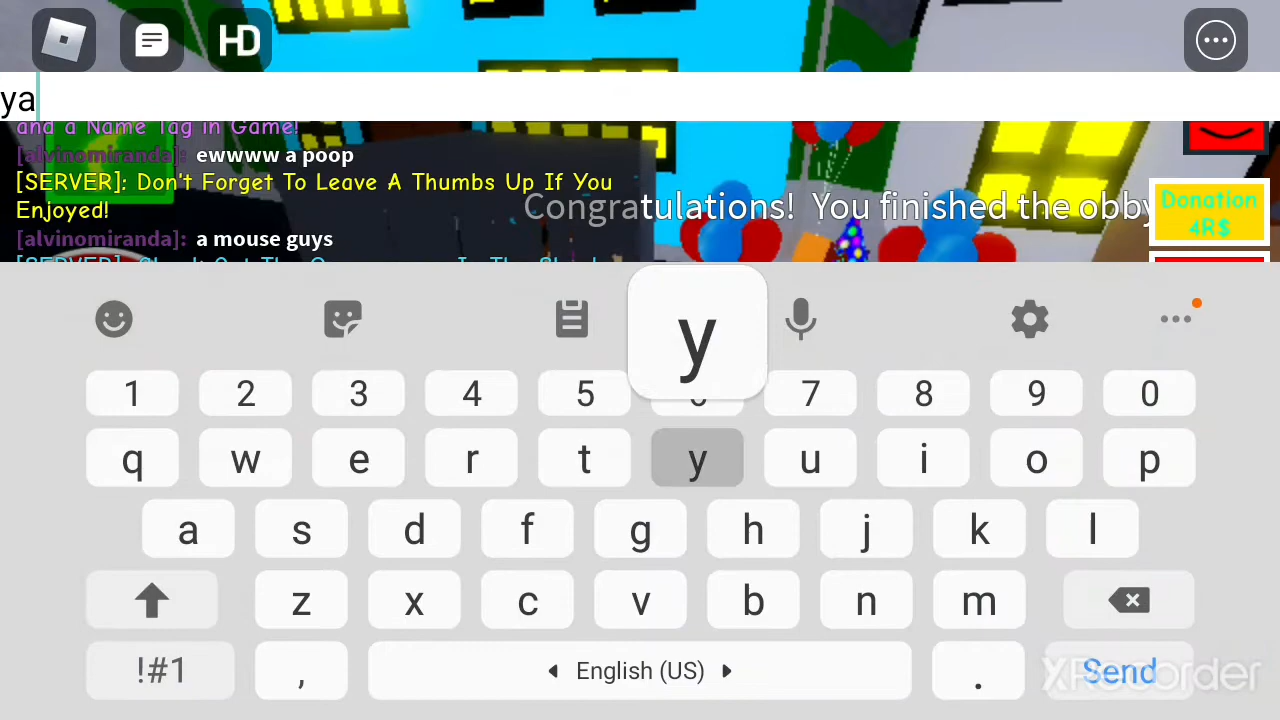 HD
ya
and a Name Tag in Game!
[alvinomiranda]: ewwww a poop
[SERVER]: Don't Forget To Leave A Thumbs Up If You
Enjoyed!
[alvinomiranda]: a mouse guys
Congratulations! You finished the obby
Donation
4R$
y
1 2 3 4 5 7 8 9 0
q w e r t y u i o p
a s d f g h j k l
z x c v b n m
!#1 , English (US) . Send
XRecorder